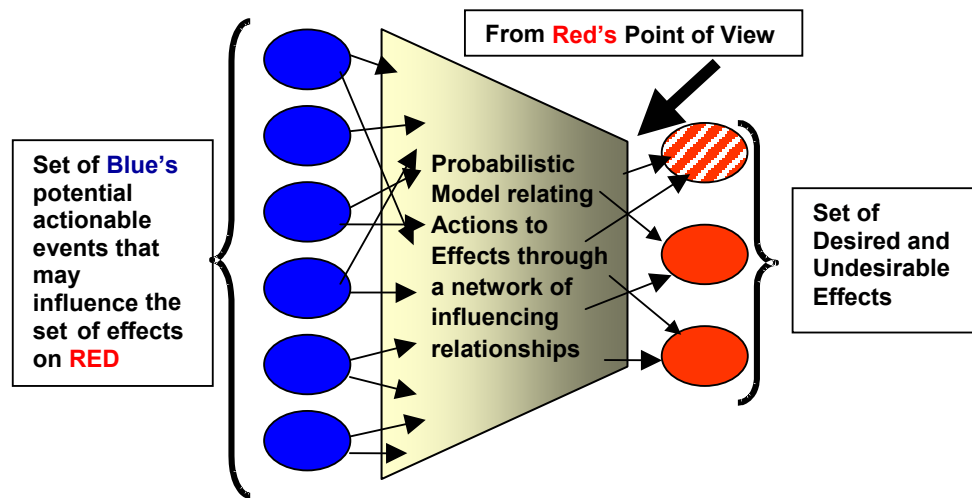 From Red's Point of View
Set of Blue's
potential
actionable
events that
may
influence the
set of effects
on RED
Probabilistic
Model relating
Actions to
Effects through
a network of
influencing
relationships
Set of
Desired and
Undesirable
Effects